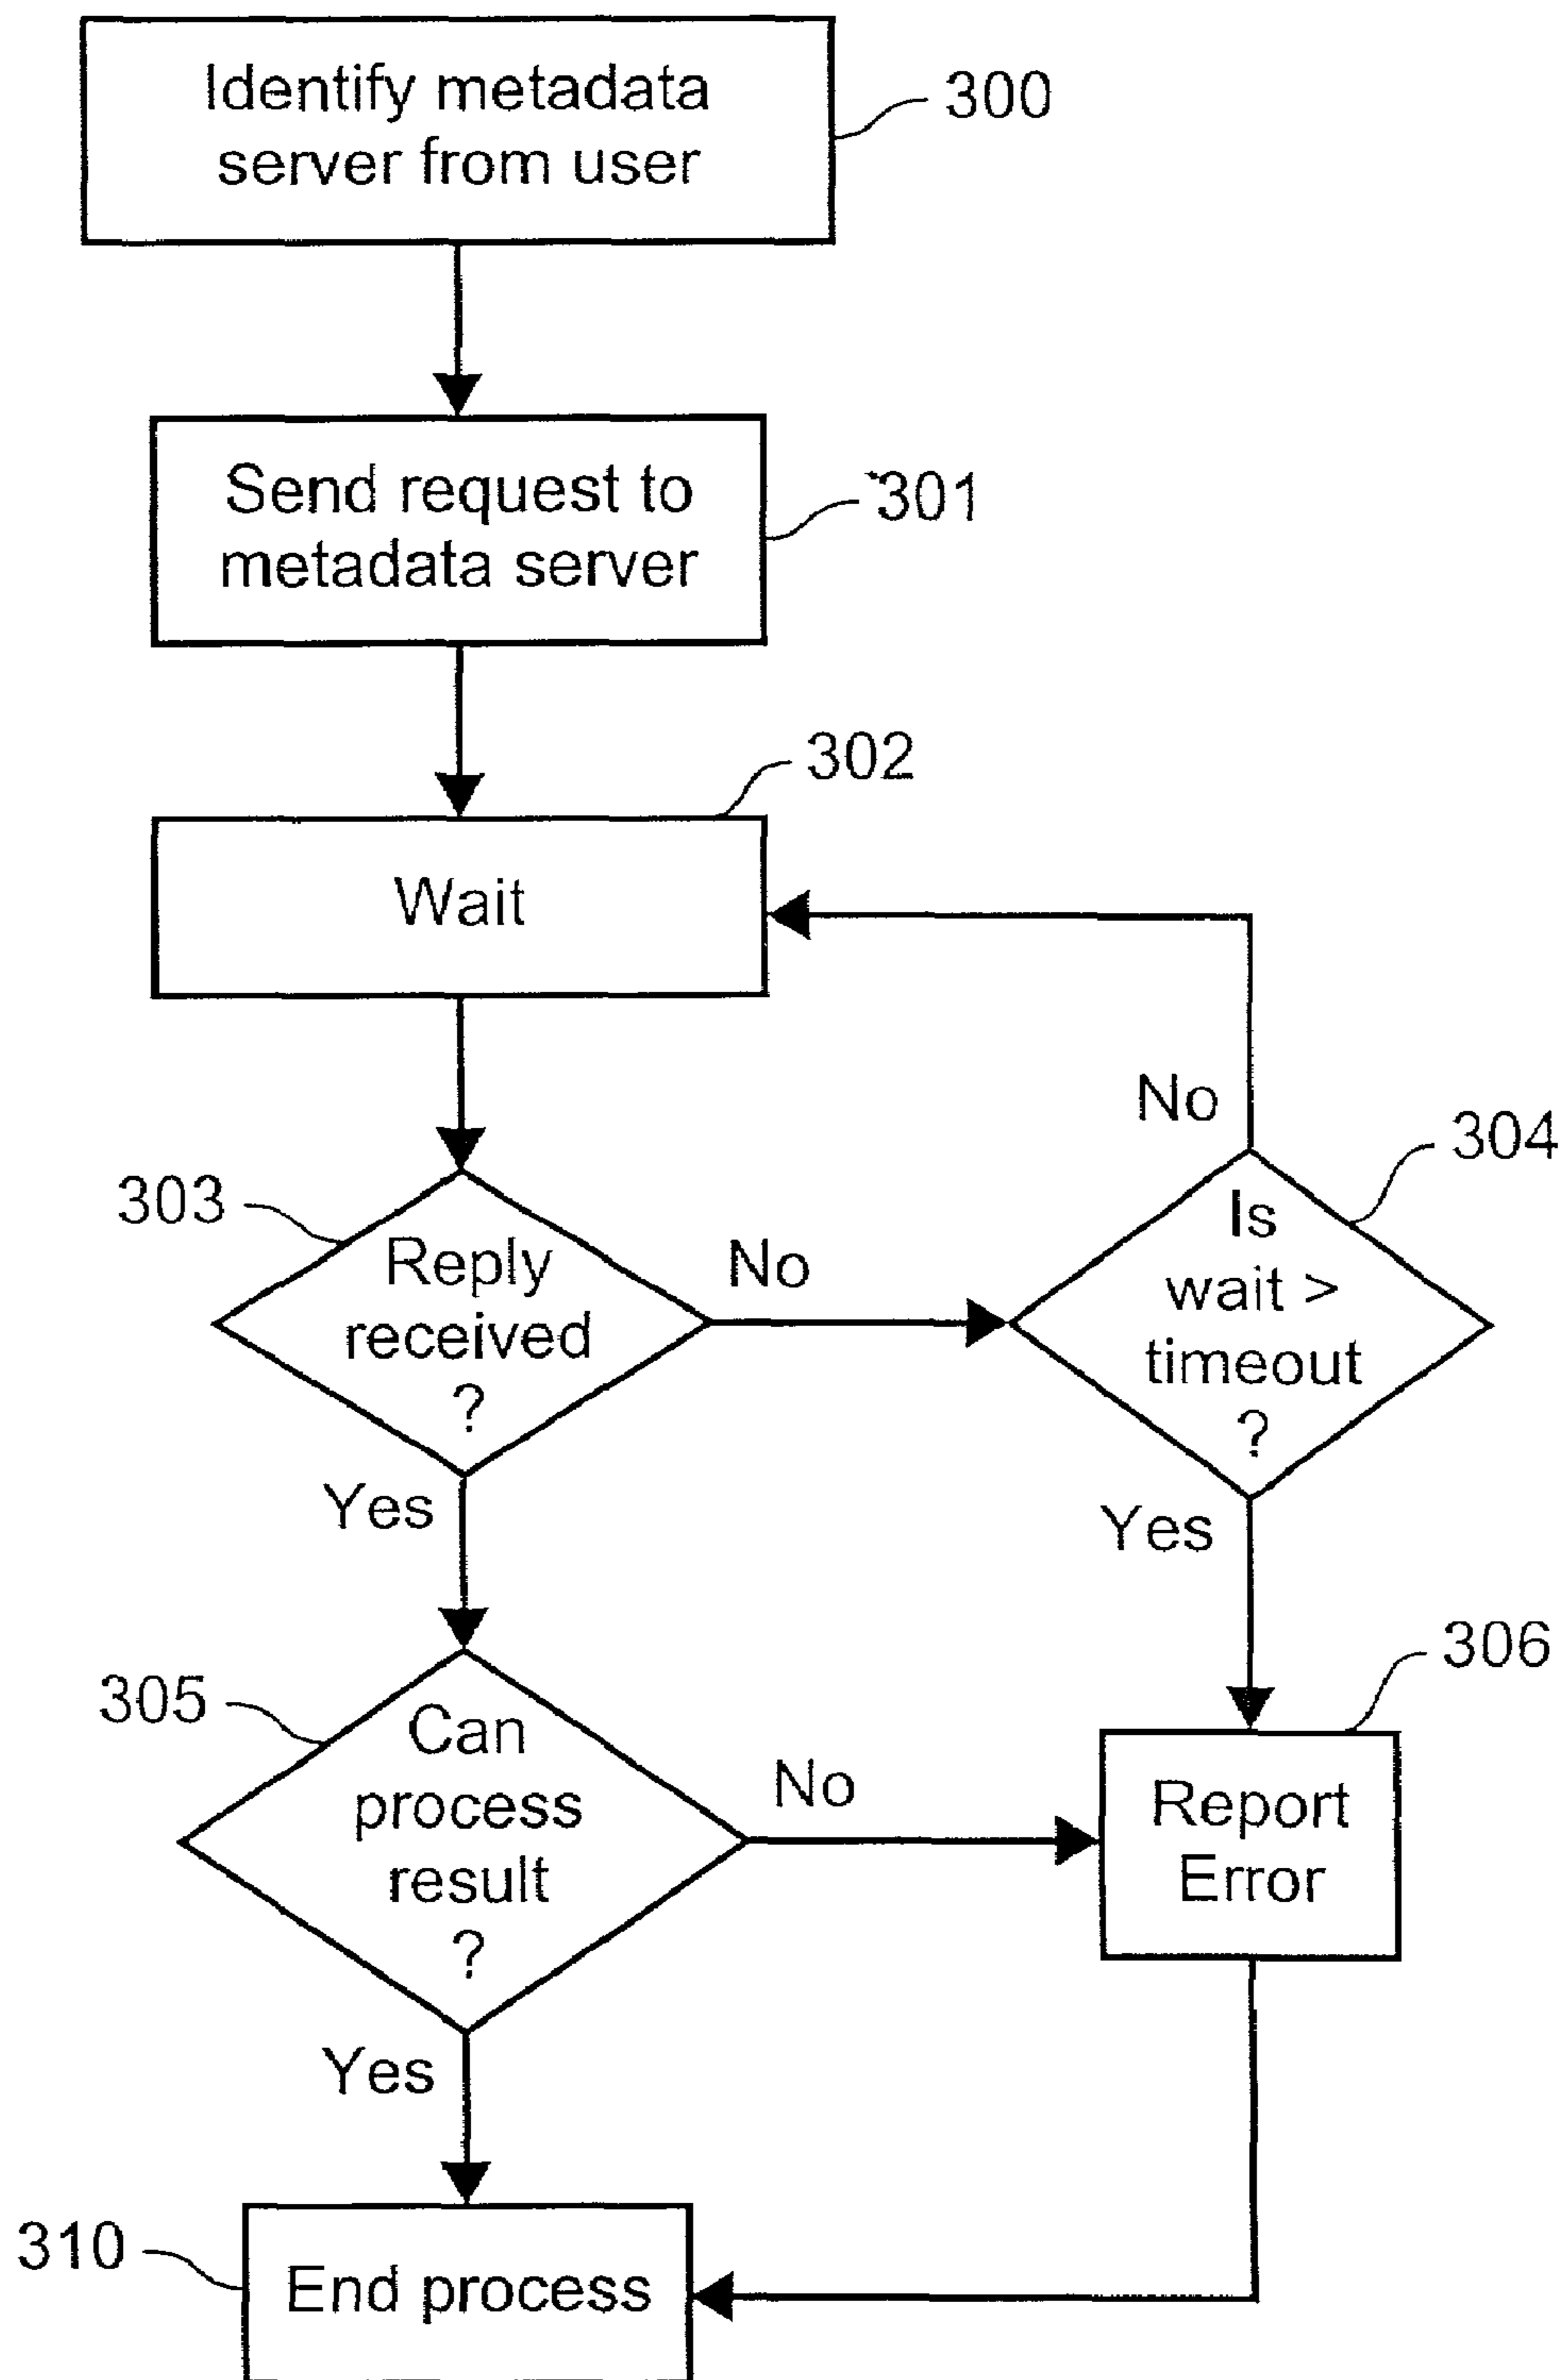 Identify metadata
server from user
300
Send request to
metadata server
301
302
Wait
No
304
303
Reply
received
?
No
Is
wait >
timeout
?
Yes
Yes
306
305
Can
process
result
?
No
Report
Error
Yes
310
End process